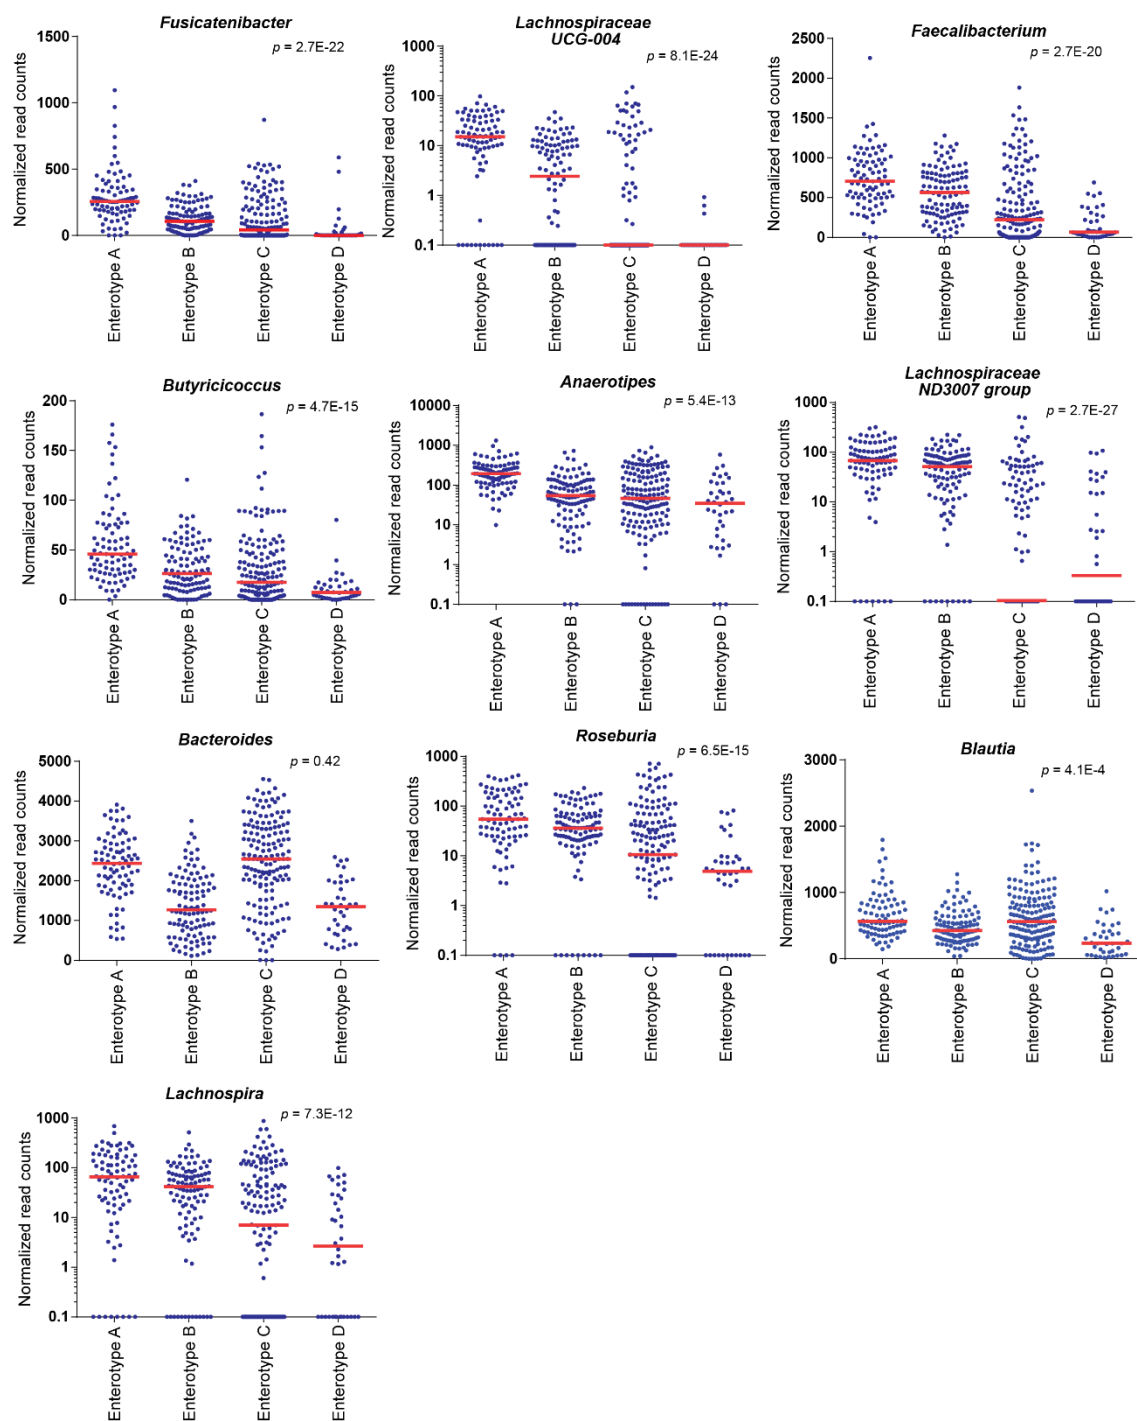 Fusicatenibacter
p = 2.7E-22
Normalized read counts
1500
1000
500
0
Enterotype A
Enterotype B
Enterotype C
Enterotype D
Lachnospiraceae
UCG-004
p = 8.1E-24
Normalized read counts
1000
100
10
1
0.1
Enterotype A
Enterotype B
Enterotype C
Enterotype D
Faecalibacterium
p = 2.7E-20
Normalized read counts
2500
2000
1500
1000
500
0
Enterotype A
Enterotype B
Enterotype C
Enterotype D
Butyricicoccus
p = 4.7E-15
Normalized read counts
200
150
100
50
0
Enterotype A
Enterotype B
Enterotype C
Enterotype D
Anaerotipes
p = 5.4E-13
Normalized read counts
10000
1000
100
10
1
0.1
Enterotype A
Enterotype B
Enterotype C
Enterotype D
Lachnospiraceae
ND3007 group
p = 2.7E-27
Normalized read counts
1000
100
10
1
0.1
Enterotype A
Enterotype B
Enterotype C
Enterotype D
Bacteroides
p = 0.42
Normalized read counts
5000
4000
3000
2000
1000
0
Enterotype A
Enterotype B
Enterotype C
Enterotype D
Roseburia
p = 6.5E-15
Normalized read counts
1000
100
10
1
0.1
Enterotype A
Enterotype B
Enterotype C
Enterotype D
Blautia
p = 4.1E-4
Normalized read counts
3000
2000
1000
0
Enterotype A
Enterotype B
Enterotype C
Enterotype D
Lachnospira
p = 7.3E-12
Normalized read counts
1000
100
10
1
0.1
Enterotype A
Enterotype B
Enterotype C
Enterotype D